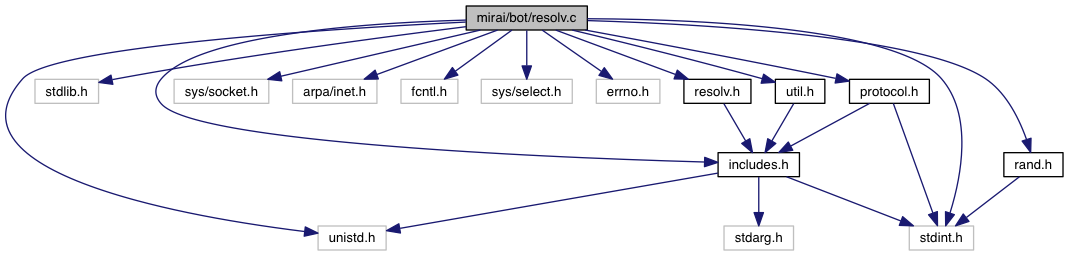 mirai/bot/resolv.c
stdlib.h
sys/socket.h
arpa/inet.h
fcntl.h
sys/select.h
errno.h
resolv.h
util.h
protocol.h
includes.h
rand.h
unistd.h
stdarg.h
stdint.h